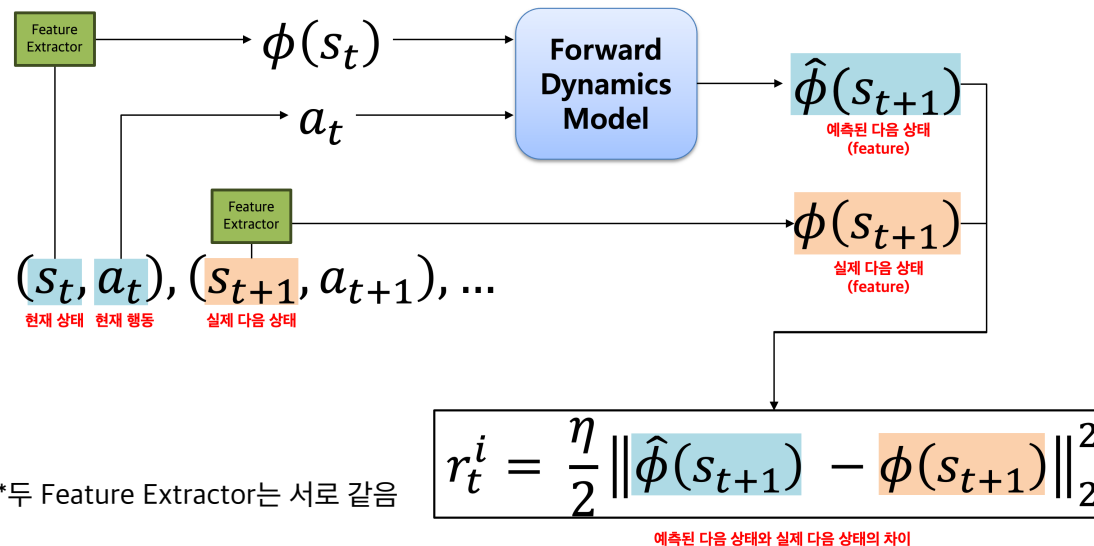 Feature
Extractor
ϕ(s_t)
Forward
Dynamics
Model
ϕ̂(s_{t+1})
예측된 다음 상태
(feature)
a_t
Feature
Extractor
ϕ(s_{t+1})
실제 다음 상태
(feature)
(s_t, a_t), (s_{t+1}, a_{t+1}), …
현재 상태 현재 행동 실제 다음 상태
r_t^i = η/2 ‖ϕ̂(s_{t+1}) − ϕ(s_{t+1})‖_2^2
*두 Feature Extractor는 서로 같음
예측된 다음 상태와 실제 다음 상태의 차이